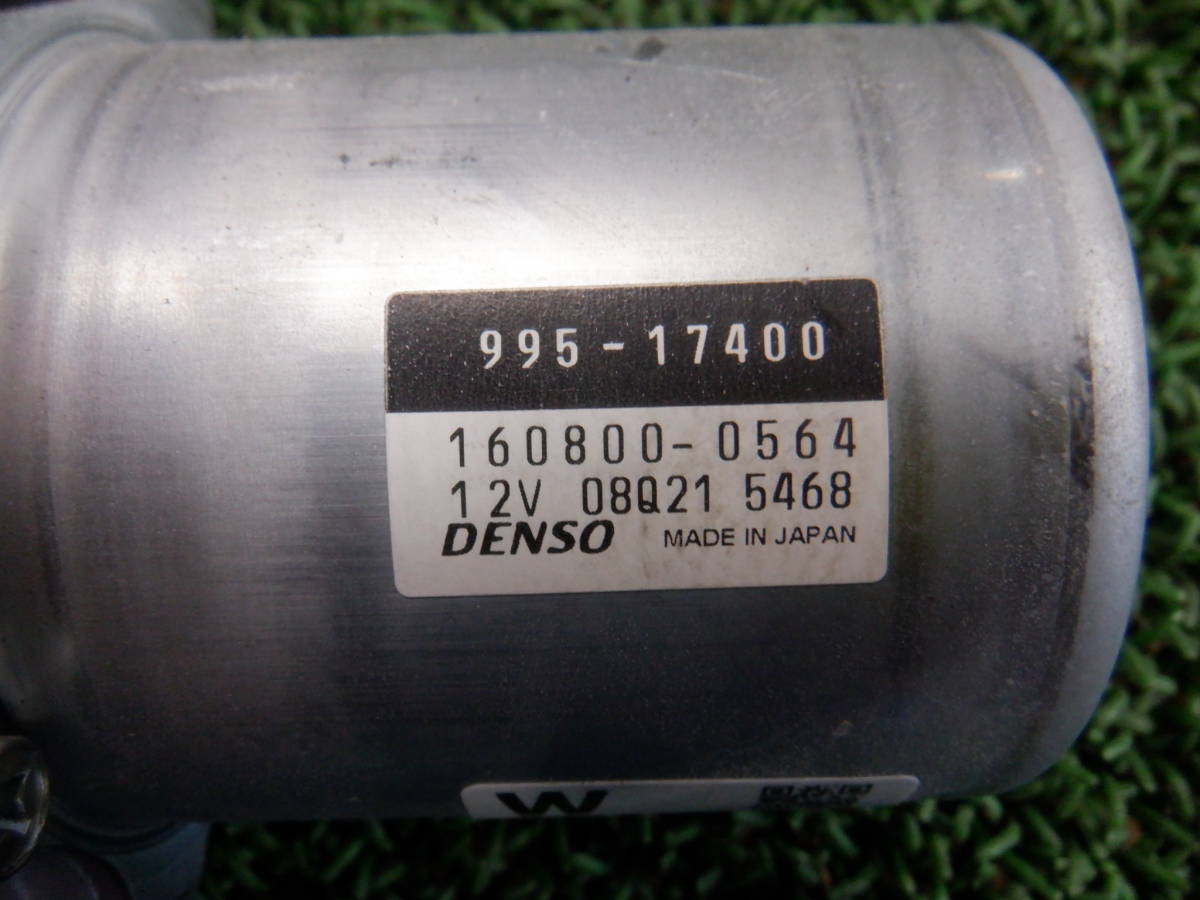 995-17400
160800-0564
12V 08Q21 5468
DENSO MADE IN JAPAN
W